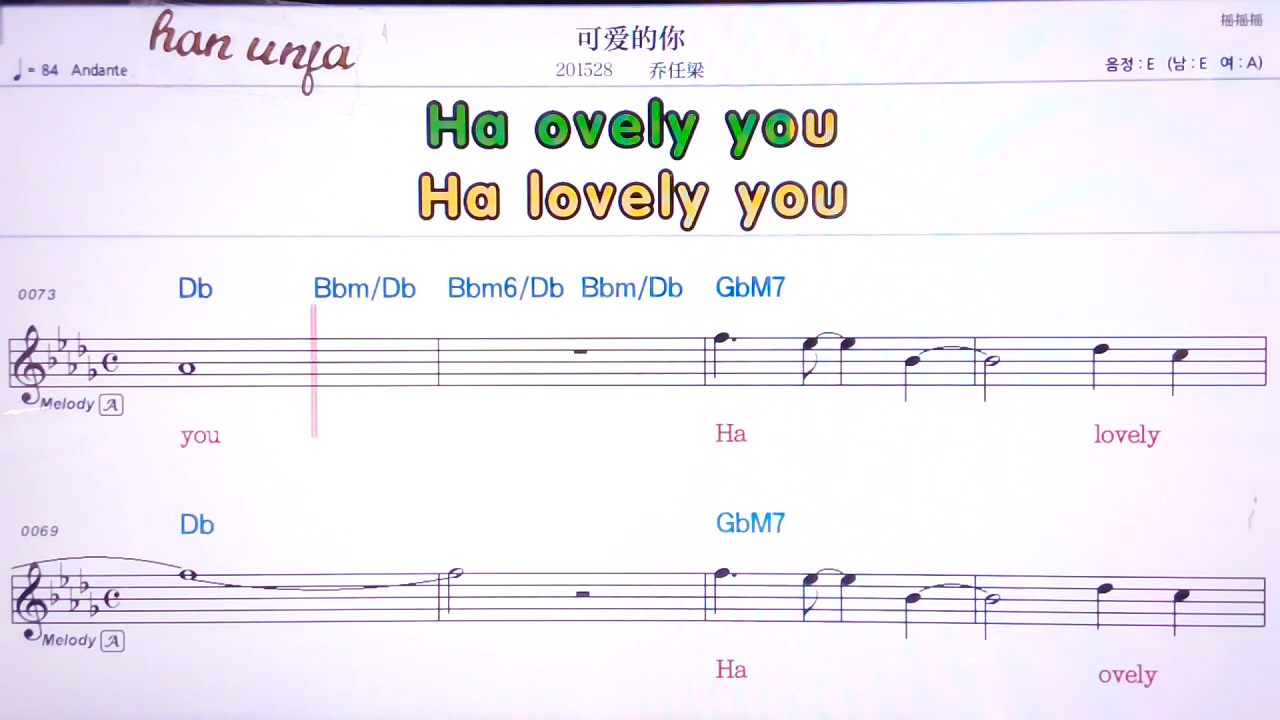 han unfa
可爱的你
摇摇摇
♩= 84 Andante
201528 乔任梁
음정 : E (남 : E 여 : A)
Ha ovely you
Ha lovely you
0073
Db Bbm/Db Bbm6/Db Bbm/Db GbM7
Melody A
you Ha lovely
0069
Db GbM7
Melody A
Ha ovely